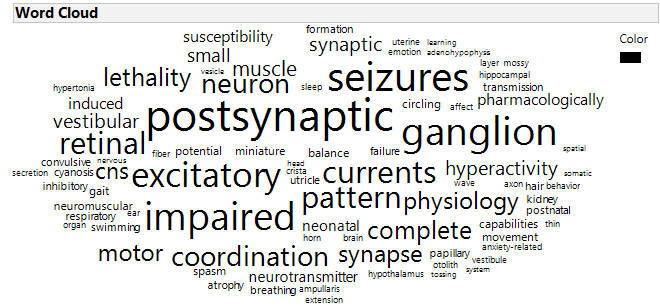 Word Cloud
formation
susceptibility
synaptic
uterine
learning
emotion
adenohypophysis
small
vesicle
muscle
seizures
layer
mossy
hippocampal
transmission
hypertonia
lethality
neuron
sleep
induced
postsynaptic
circling
affect
pharmacologically
vestibular
ganglion
retinal
fiber
potential
miniature
balance
failure
spatial
convulsive
nervous
secretion
cyanosis
cns
excitatory
head
crista
utricle
currents
hyperactivity
somatic
inhibitory
gait
wave
axon
hair
behavior
pattern
physiology
kidney
postnatal
neuromuscular
respiratory
ear
organ
swimming
impaired
neonatal
horn
brain
complete
capabilities
thin
movement
anxiety-related
motor
coordination
synapse
papillary
otolith
vestibule
tossing
system
spasm
neurotransmitter
hypothalamus
atrophy
breathing
ampullaris
extension
Color